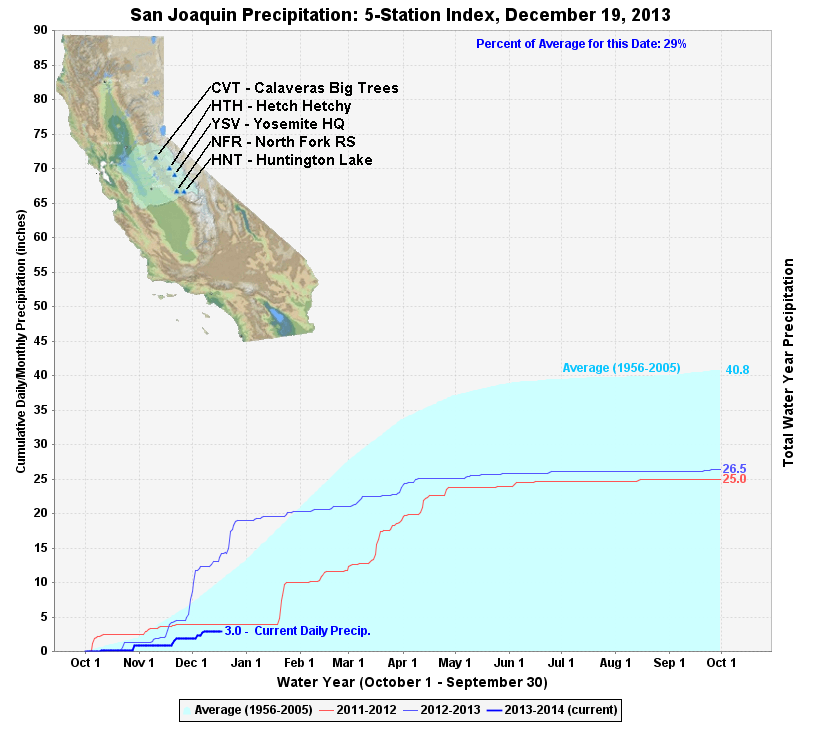 San Joaquin Precipitation: 5-Station Index, December 19, 2013
Percent of Average for this Date: 29%
CVT - Calaveras Big Trees
HTH - Hetch Hetchy
YSV - Yosemite HQ
NFR - North Fork RS
HNT - Huntington Lake
Cumulative Daily/Monthly Precipitation (inches)
90
85
80
75
70
65
60
55
50
45
40
35
30
25
20
15
10
5
0
Total Water Year Precipitation
Average (1956-2005)
40.8
26.5
25.0
3.0 - Current Daily Precip.
Oct 1 Nov 1 Dec 1 Jan 1 Feb 1 Mar 1 Apr 1 May 1 Jun 1 Jul 1 Aug 1 Sep 1 Oct 1
Water Year (October 1 - September 30)
Average (1956-2005) 2011-2012 2012-2013 2013-2014 (current)